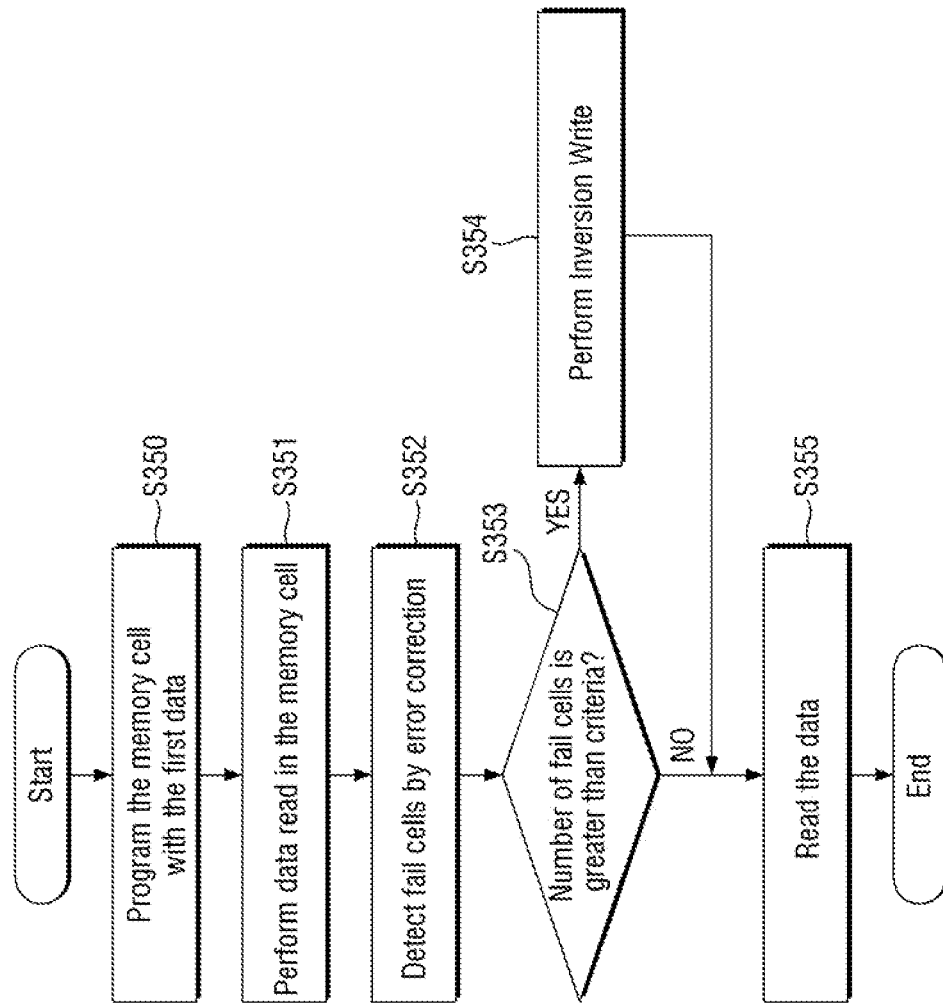 Start
Program the memory cell
with the first data
S350
Perform data read in the memory cell
S351
Detect fail cells by error correction
S352
Number of fail cells is
greater than criteria?
S353
YES
Perform Inversion Write
S354
NO
Read the data
S355
End